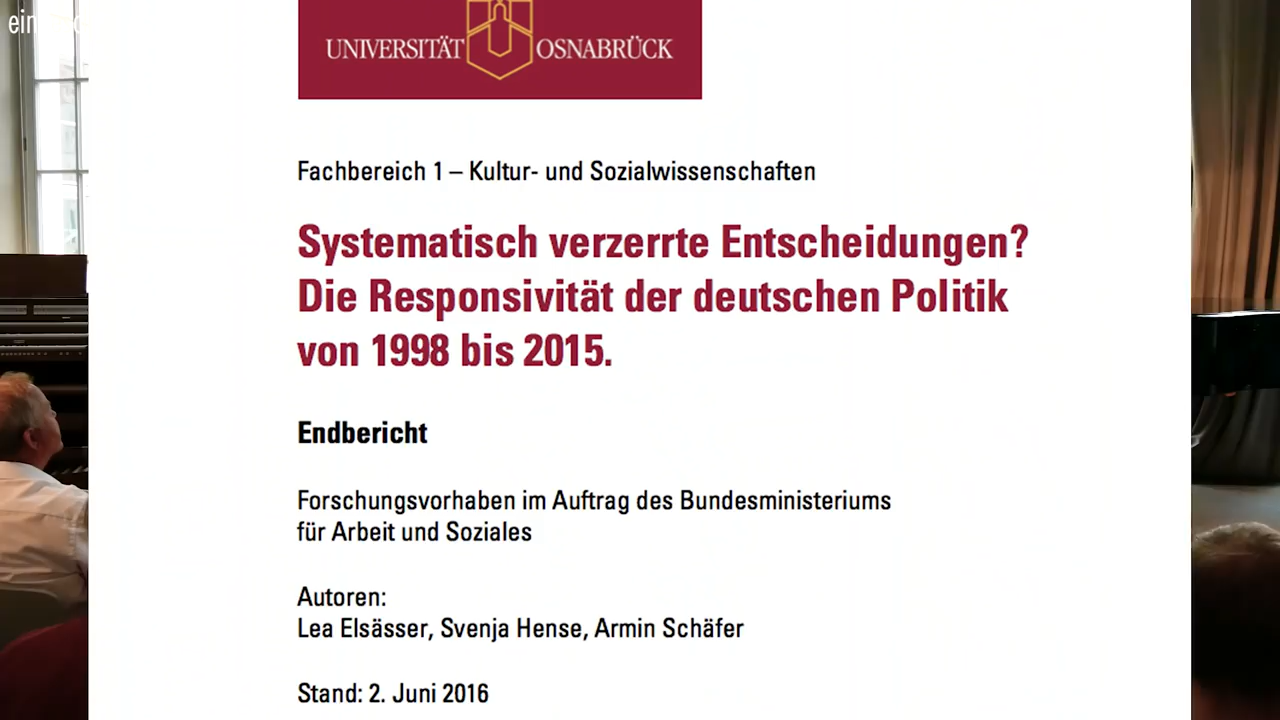 UNIVERSITÄT OSNABRÜCK
Fachbereich 1 – Kultur- und Sozialwissenschaften
Systematisch verzerrte Entscheidungen?
Die Responsivität der deutschen Politik
von 1998 bis 2015.
Endbericht
Forschungsvorhaben im Auftrag des Bundesministeriums
für Arbeit und Soziales
Autoren:
Lea Elsässer, Svenja Hense, Armin Schäfer
Stand: 2. Juni 2016